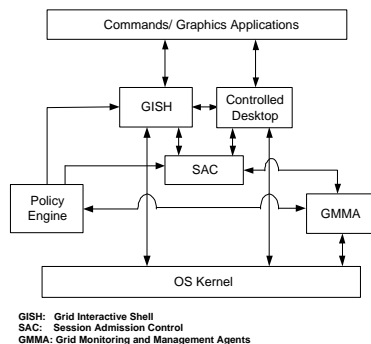 Commands/ Graphics Applications
GISH
Controlled
Desktop
SAC
Policy
Engine
GMMA
OS Kernel
GISH: Grid Interactive Shell
SAC: Session Admission Control
GMMA: Grid Monitoring and Management Agents